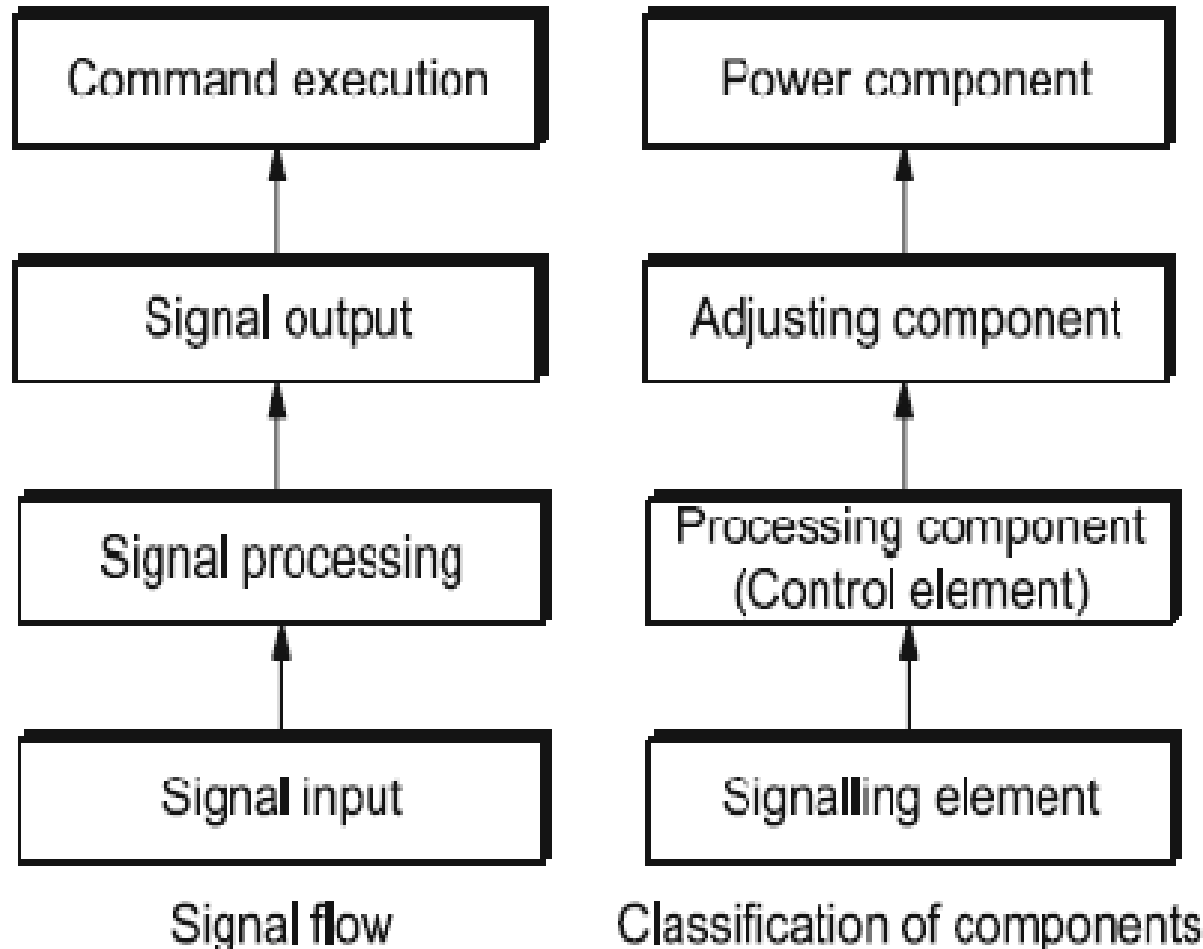 Command execution
Power component
Signal output
Adjusting component
Signal processing
Processing component
(Control element)
Signal input
Signalling element
Signal flow
Classification of components